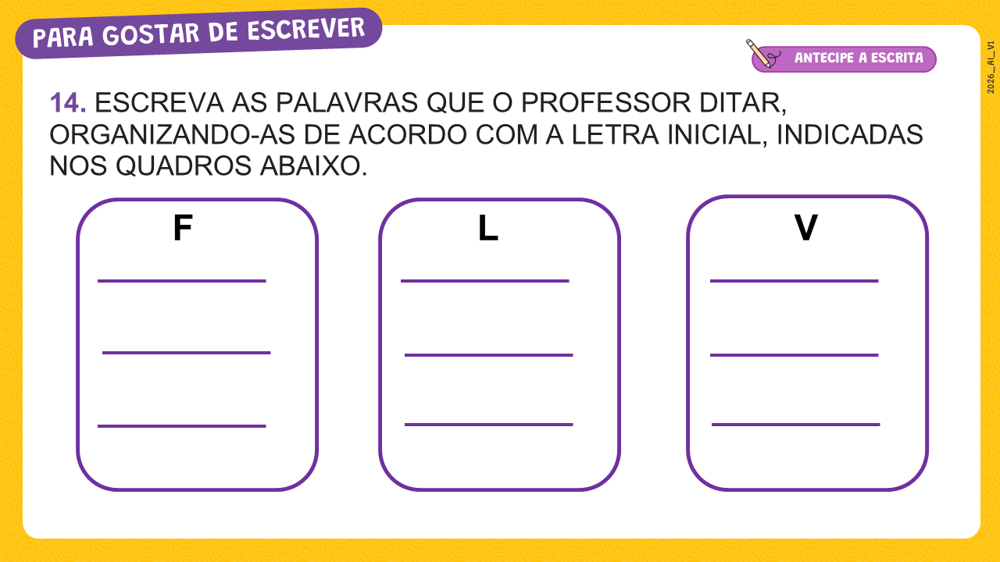 PARA GOSTAR DE ESCREVER
ANTECIPE A ESCRITA
2026_AI_V1
14. ESCREVA AS PALAVRAS QUE O PROFESSOR DITAR,
ORGANIZANDO-AS DE ACORDO COM A LETRA INICIAL, INDICADAS
NOS QUADROS ABAIXO.
F
L
V